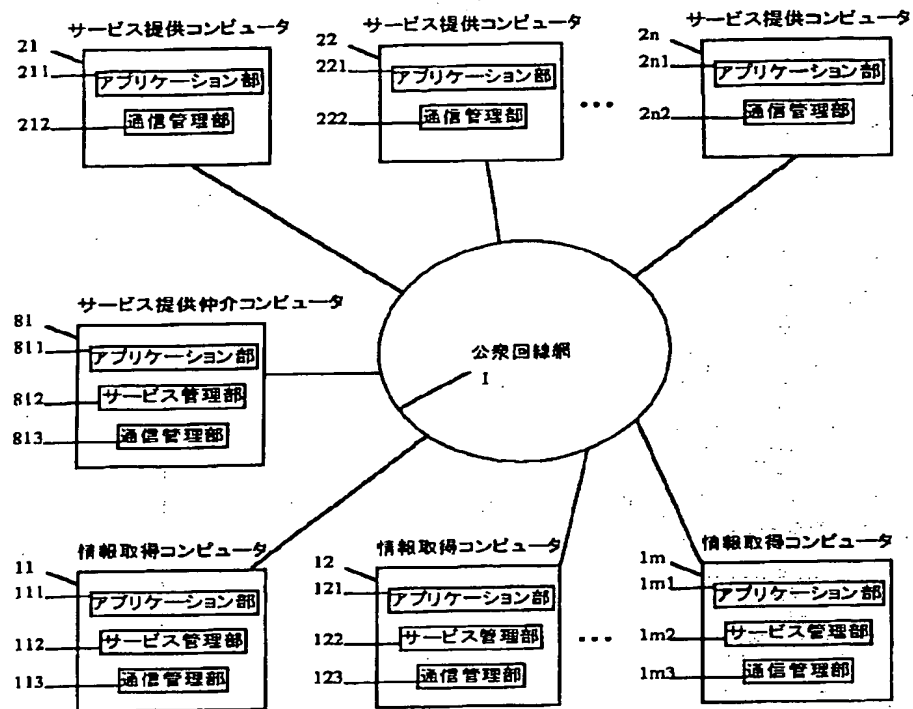 サービス提供コンピュータ
21
211
アプリケーション部
212
通信管理部
サービス提供コンピュータ
22
221
アプリケーション部
222
通信管理部
...
サービス提供コンピュータ
2n
2n1
アプリケーション部
2n2
通信管理部
サービス提供仲介コンピュータ
81
811
アプリケーション部
812
サービス管理部
813
通信管理部
公衆回線網
I
情報取得コンピュータ
11
111
アプリケーション部
112
サービス管理部
113
通信管理部
情報取得コンピュータ
12
121
アプリケーション部
122
サービス管理部
123
通信管理部
...
情報取得コンピュータ
1m
1m1
アプリケーション部
1m2
サービス管理部
1m3
通信管理部